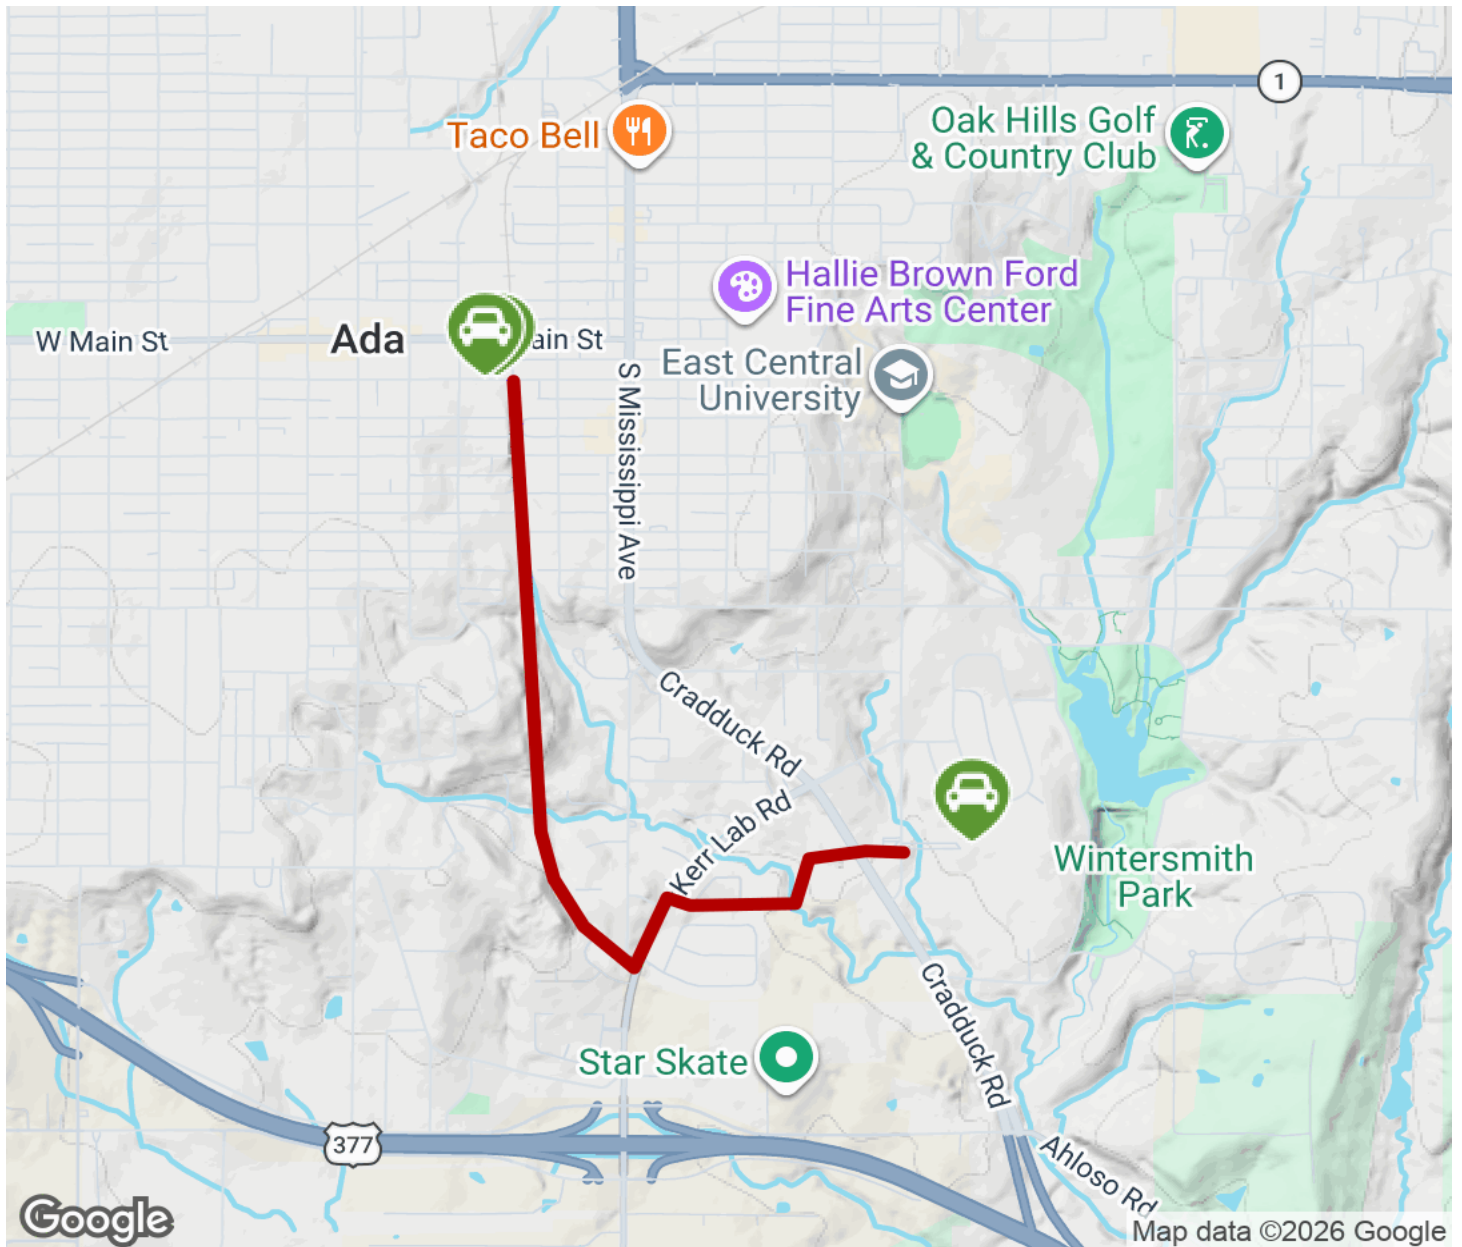 1
Taco Bell
Oak Hills Golf
& Country Club
Hallie Brown Ford
Fine Arts Center
W Main St
Ada
ain St
East Central
University
S Mississippi Ave
Cradduck Rd
Kerr Lab Rd
Wintersmith
Park
Cradduck Rd
Star Skate
377
Ahloso Rd
Google
Map data ©2026 Google